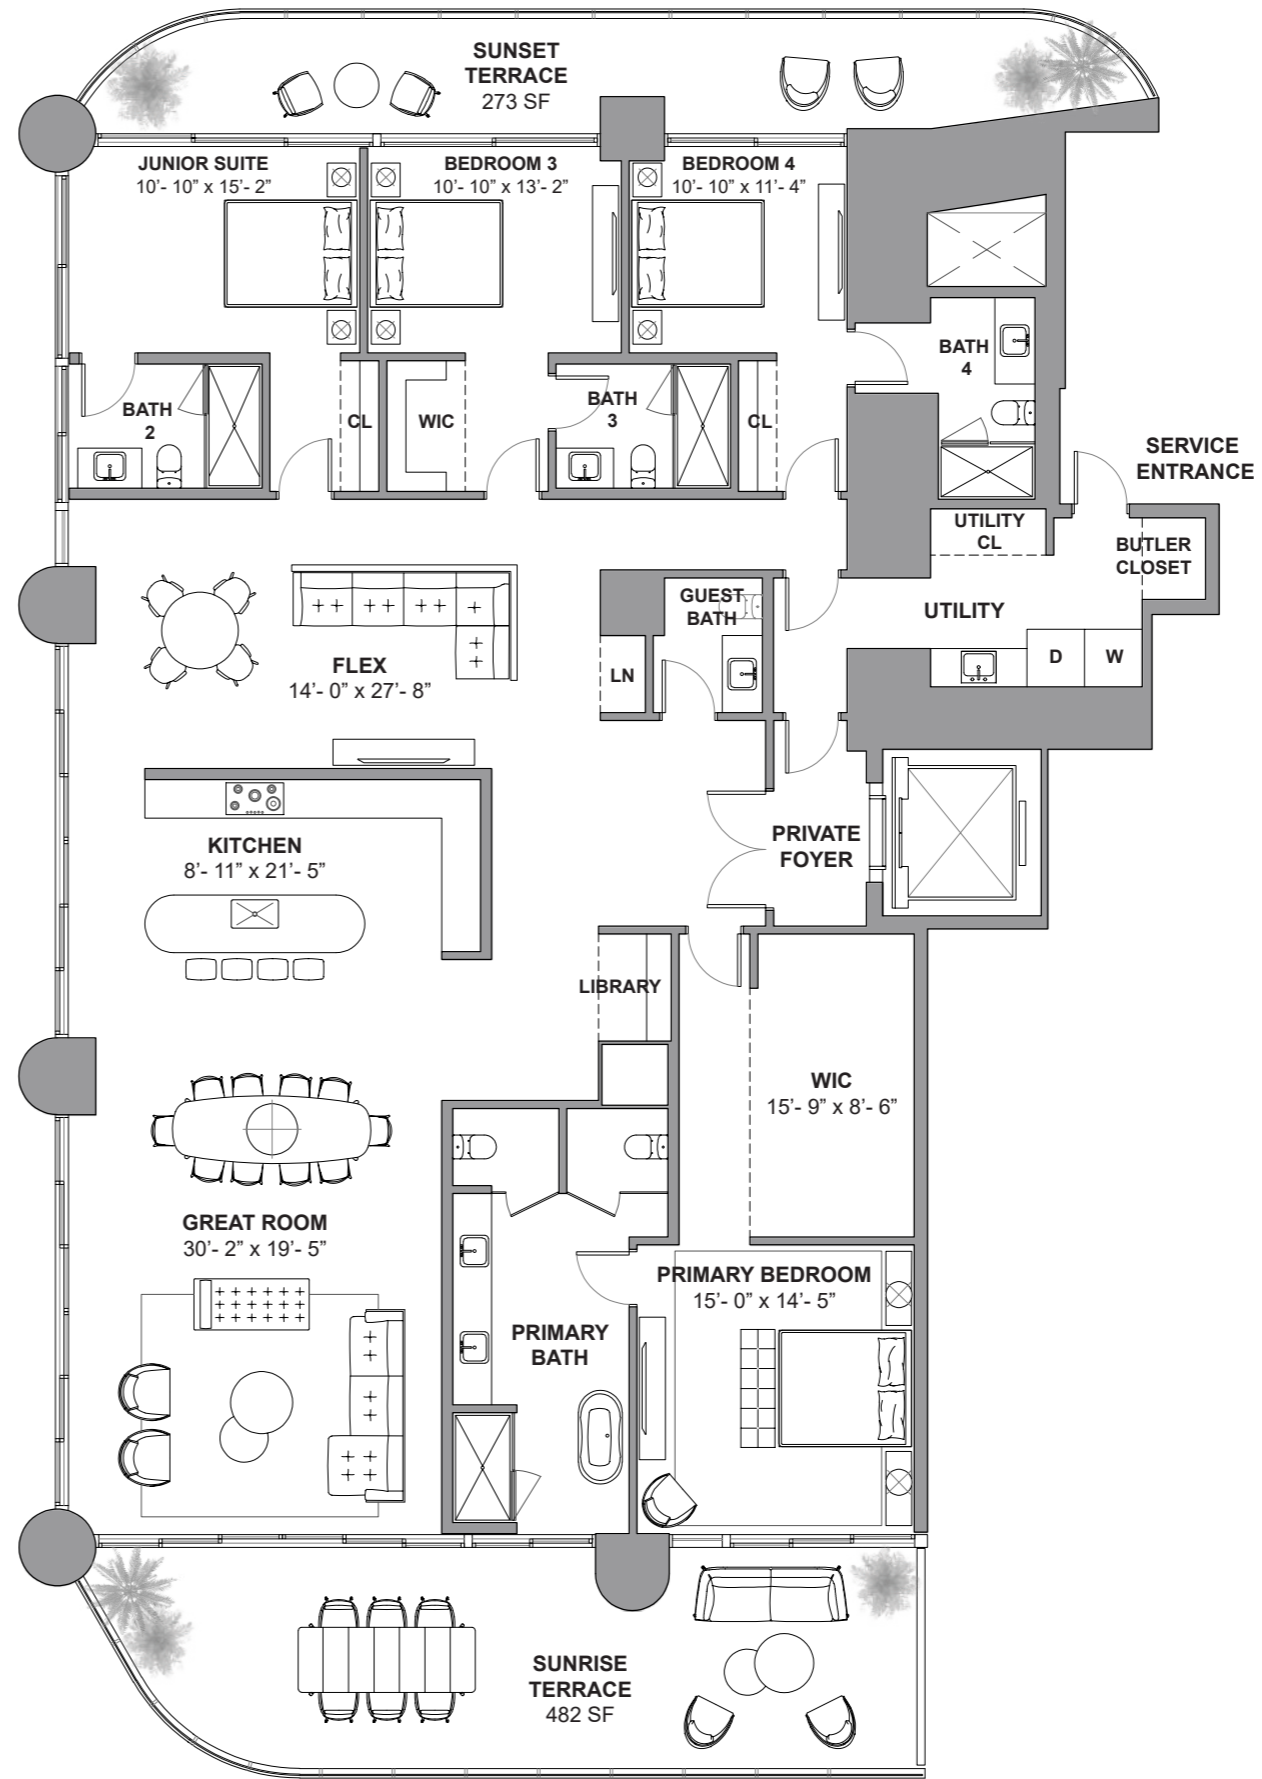 SUNSET
TERRACE
273 SF
JUNIOR SUITE
10’- 10” x 15’- 2”
BEDROOM 3
10’- 10” x 13’- 2”
BEDROOM 4
10’- 10” x 11’- 4”
BATH
4
BATH
2
CL
WIC
BATH
3
CL
SERVICE
ENTRANCE
UTILITY
CL
BUTLER
CLOSET
GUEST
BATH
UTILITY
FLEX
14’- 0” x 27’- 8”
LN
D
W
KITCHEN
8’- 11” x 21’- 5”
PRIVATE
FOYER
LIBRARY
WIC
15’- 9” x 8’- 6”
GREAT ROOM
30’- 2” x 19’- 5”
PRIMARY BEDROOM
15’- 0” x 14’- 5”
PRIMARY
BATH
SUNRISE
TERRACE
482 SF